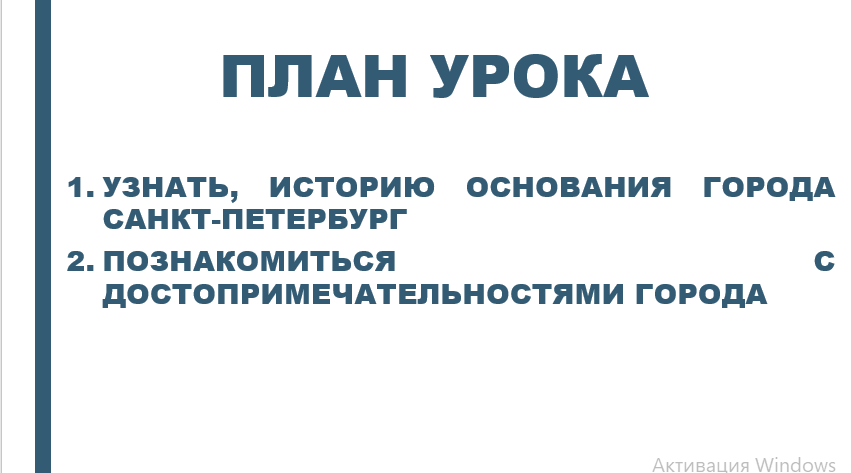 ПЛАН УРОКА
1. УЗНАТЬ, ИСТОРИЮ ОСНОВАНИЯ ГОРОДА
САНКТ-ПЕТЕРБУРГ
2. ПОЗНАКОМИТЬСЯ С
ДОСТОПРИМЕЧАТЕЛЬНОСТЯМИ ГОРОДА
Активация Windows